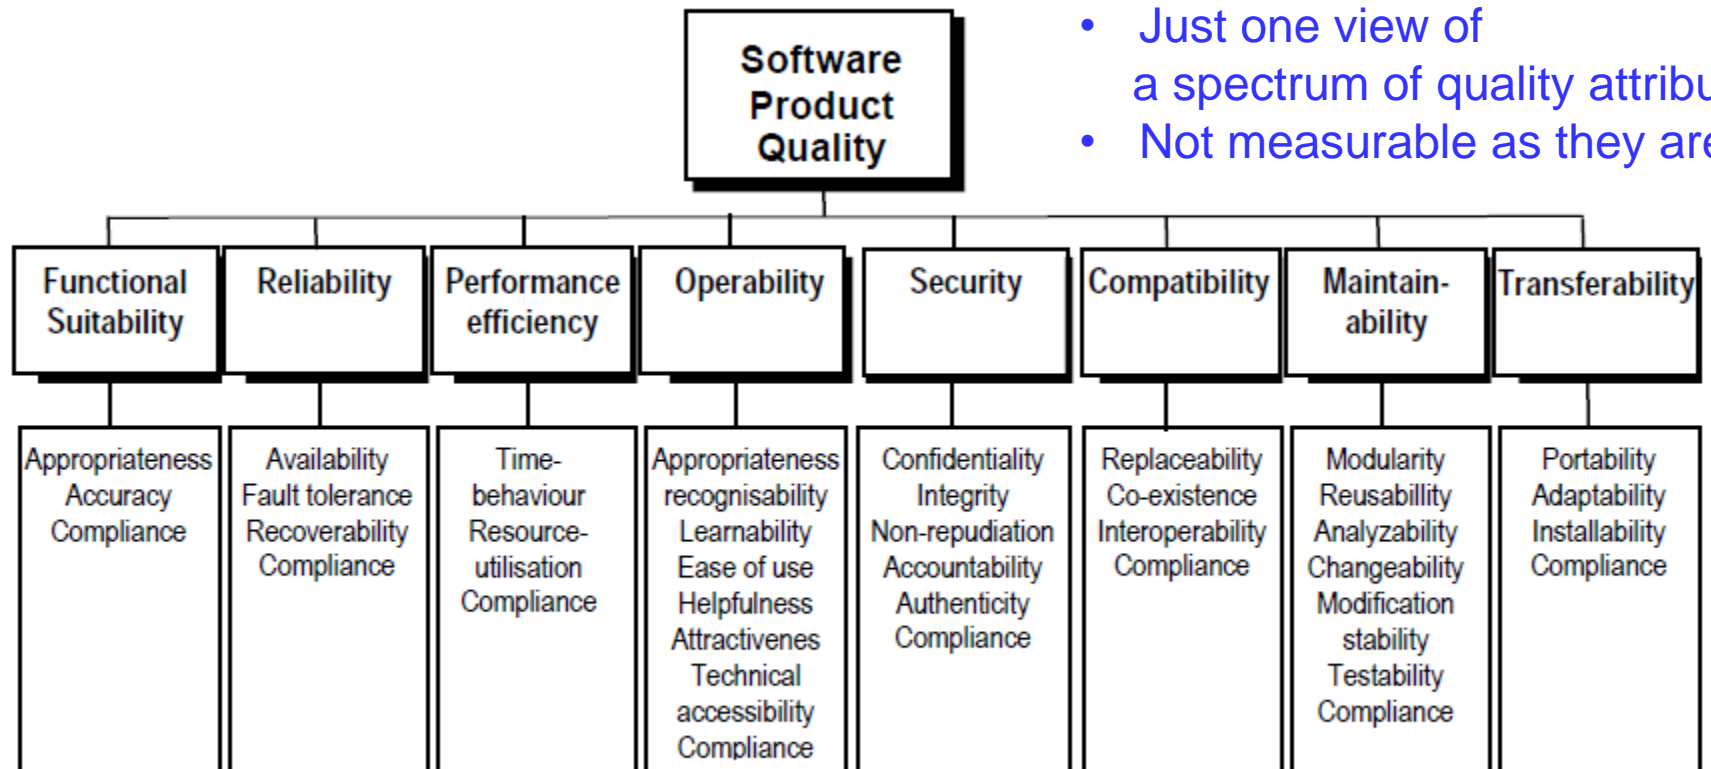 Software
Product
Quality
• Just one view of
a spectrum of quality attribu
• Not measurable as they are
Functional
Suitability
Reliability
Performance
efficiency
Operability
Security
Compatibility
Maintain-
ability
Transferability
Appropriateness
Accuracy
Compliance
Availability
Fault tolerance
Recoverability
Compliance
Time-
behaviour
Resource-
utilisation
Compliance
Appropriateness
recognisability
Learnability
Ease of use
Helpfulness
Attractivenes
Technical
accessibility
Compliance
Confidentiality
Integrity
Non-repudiation
Accountability
Authenticity
Compliance
Replaceability
Co-existence
Interoperability
Compliance
Modularity
Reusabillity
Analyzability
Changeability
Modification
stability
Testability
Compliance
Portability
Adaptability
Installability
Compliance